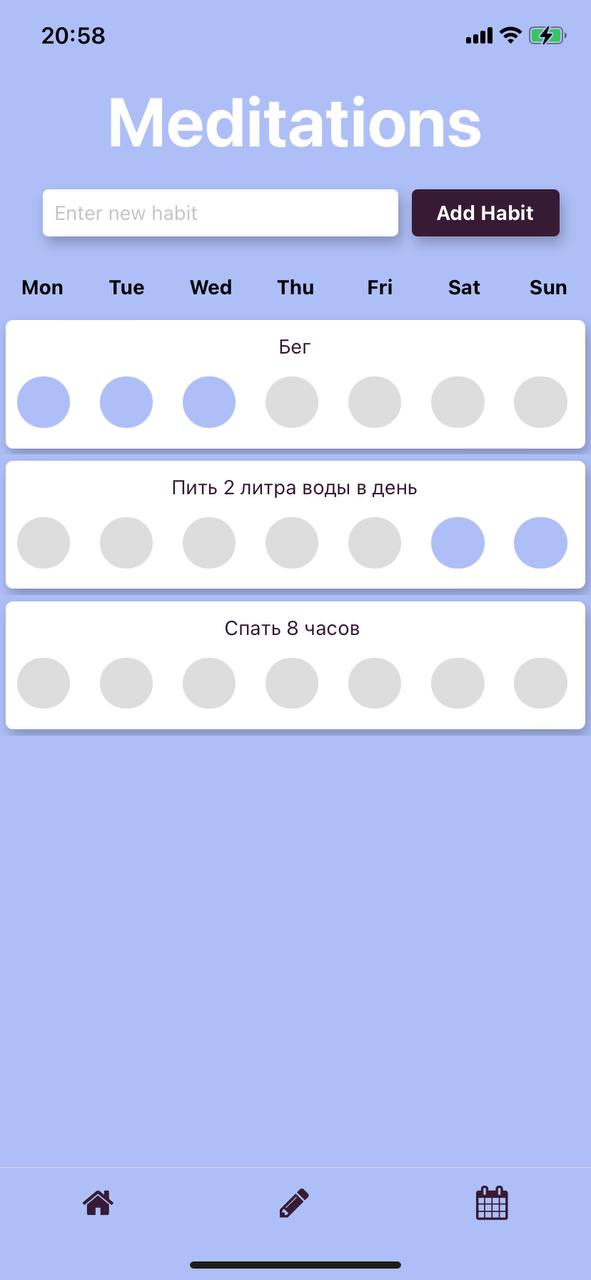 20:58
Meditations
Enter new habit
Add Habit
Mon Tue Wed Thu Fri Sat Sun
Бег
Пить 2 литра воды в день
Спать 8 часов